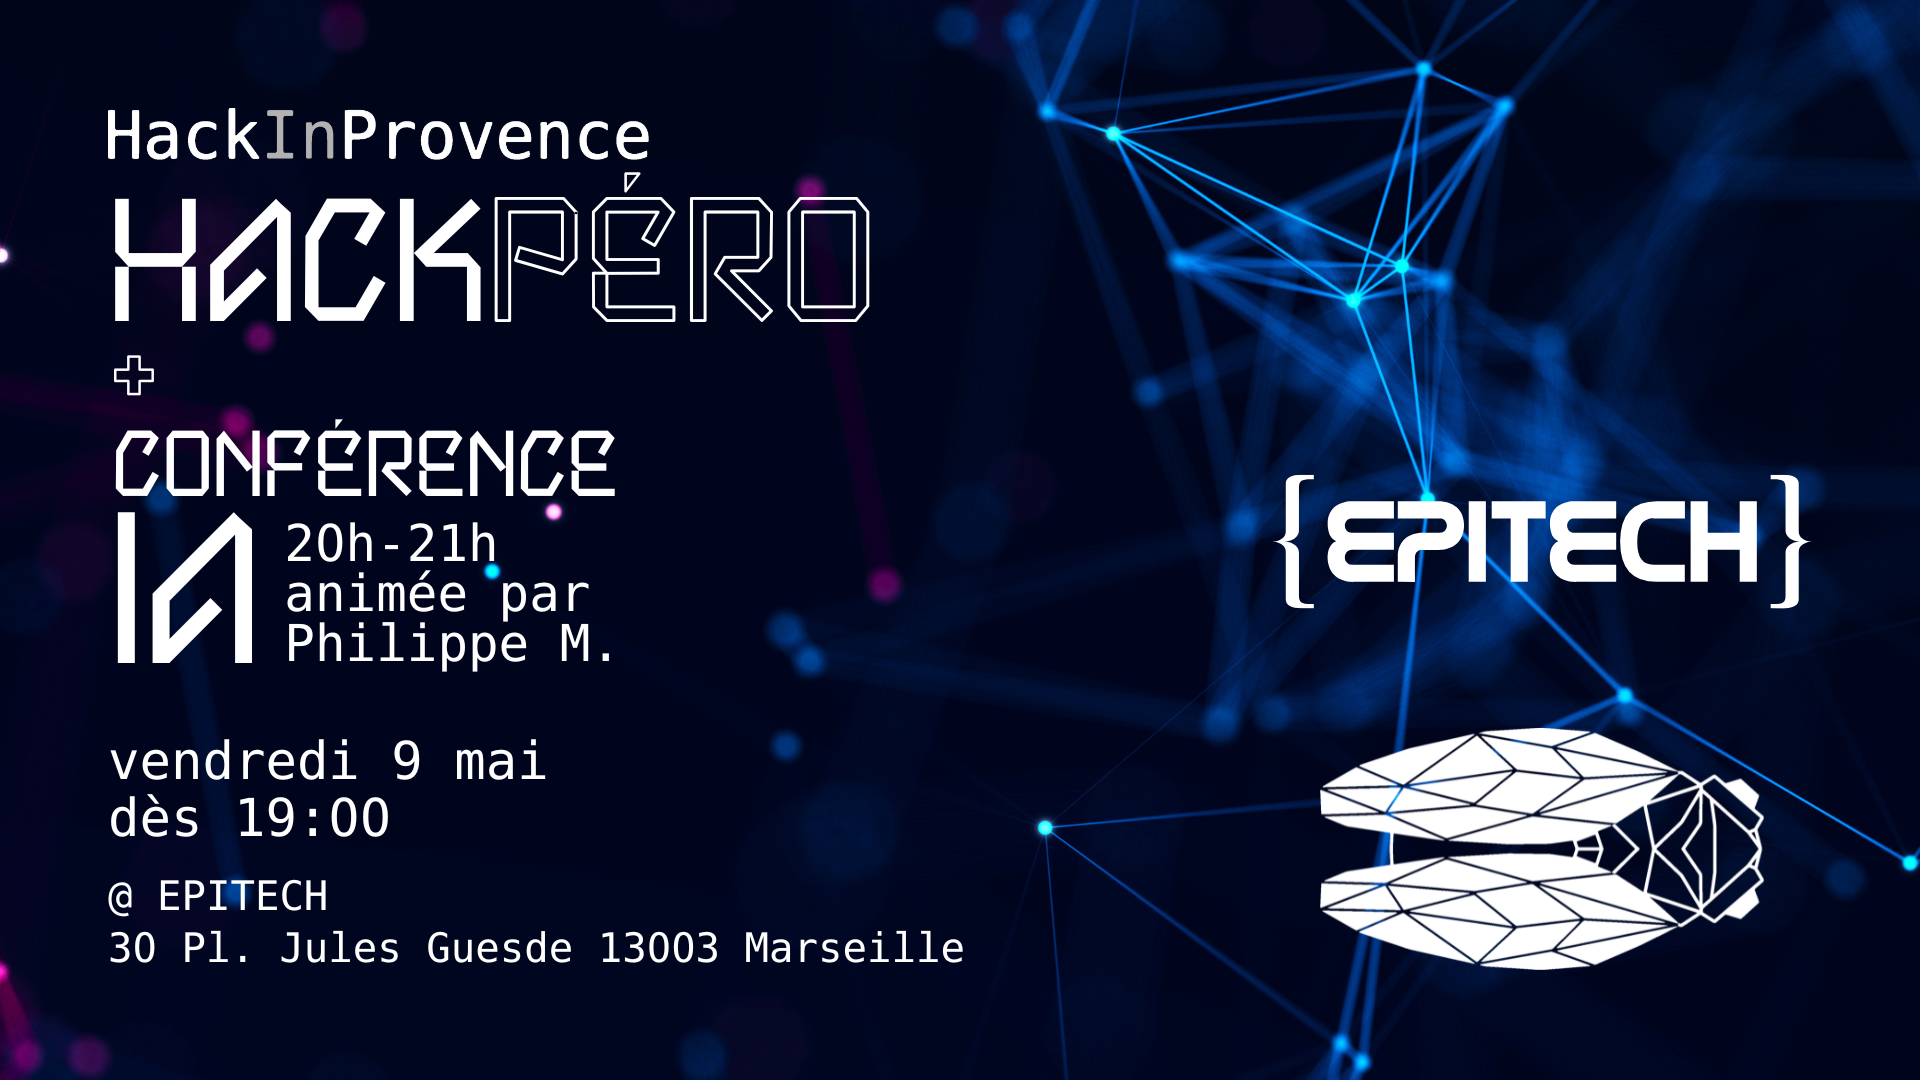 HackInProvence
HACKPÉRO
+
CONFÉRENCE
IA
20h-21h
animée par
Philippe M.
vendredi 9 mai
dès 19:00
@ EPITECH
30 Pl. Jules Guesde 13003 Marseille
{EPITECH}